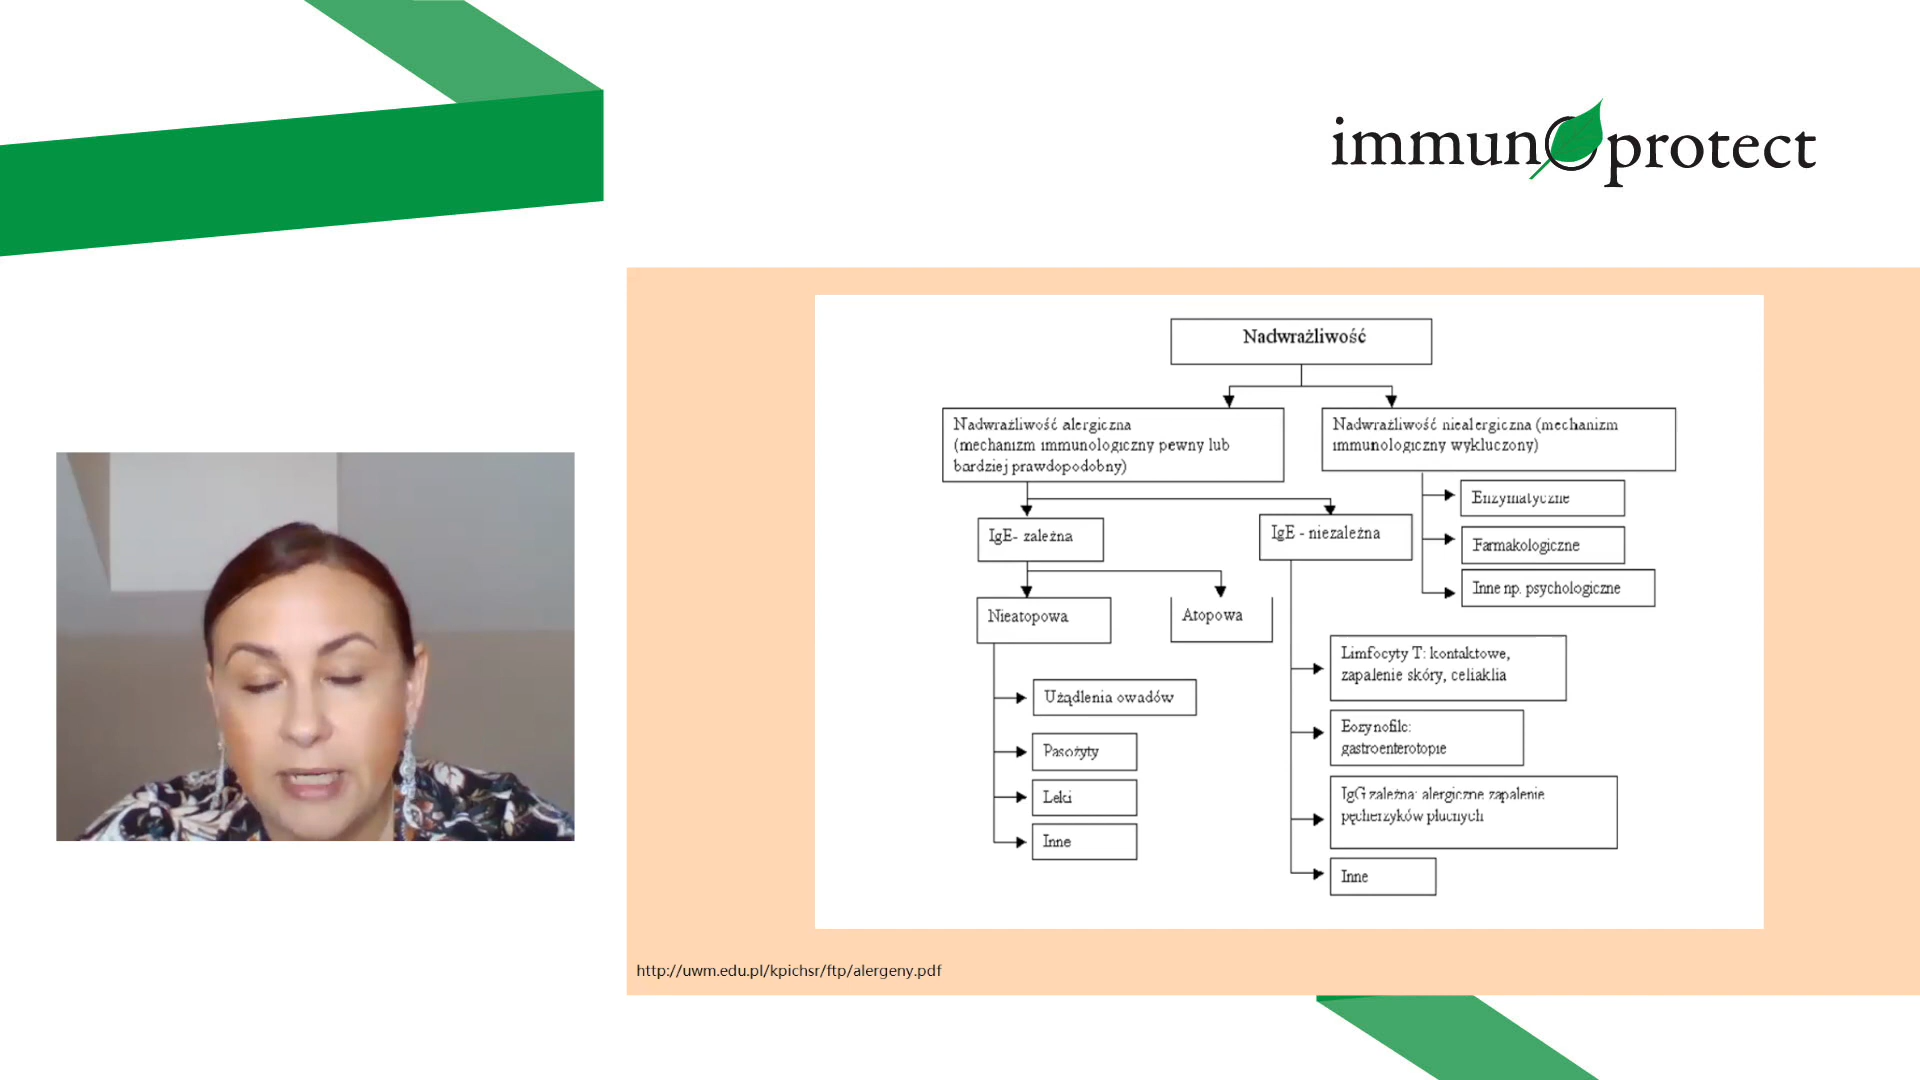 immunoprotect
Nadwrażliwość
Nadwrażliwość alergiczna
(mechanizm immunologiczny pewny lub
bardziej prawdopodobny)
Nadwrażliwość niealergiczna (mechanizm
immunologiczny wykluczony)
Enzymatyczne
Farmakologiczne
Inne np. psychologiczne
IgE- zależna
IgE - niezależna
Nieatopowa
Atopowa
Użądlenia owadów
Pasożyty
Leki
Inne
Limfocyty T: kontaktowe,
zapalenie skóry, celiaklia
Eozynofile:
gastroenterotopie
IgG zależna: alergiczne zapalenie
pęcherzyków płucnych
Inne
http://uwm.edu.pl/kpichsr/ftp/alergeny.pdf